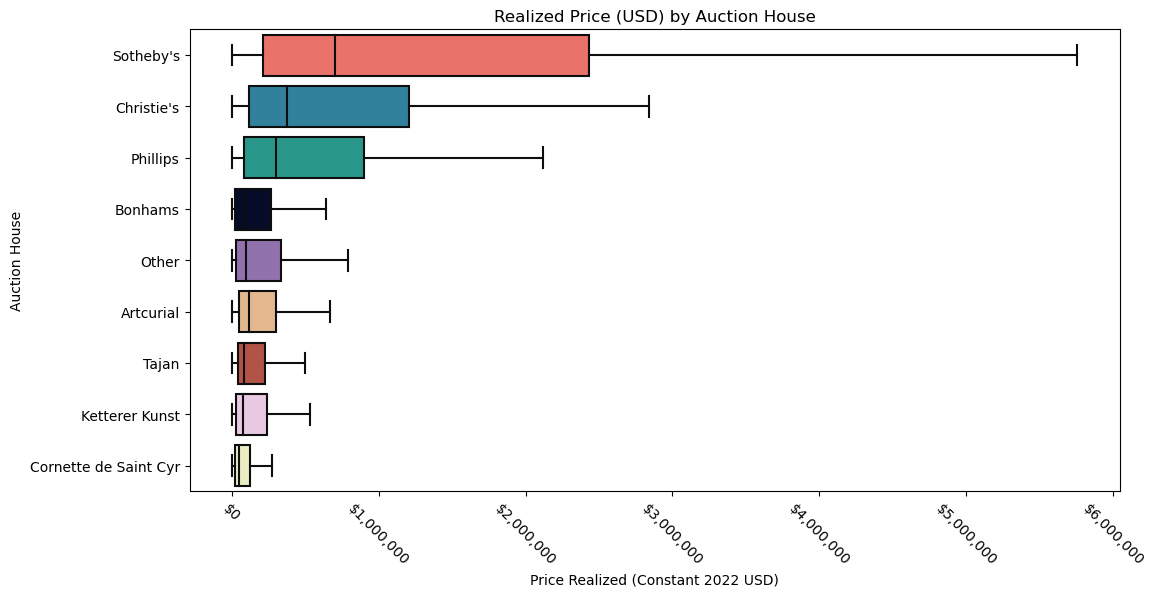 Realized Price (USD) by Auction House
Auction House
Sotheby's
Christie's
Phillips
Bonhams
Other
Artcurial
Tajan
Ketterer Kunst
Cornette de Saint Cyr
$0
$1,000,000
$2,000,000
$3,000,000
$4,000,000
$5,000,000
$6,000,000
Price Realized (Constant 2022 USD)